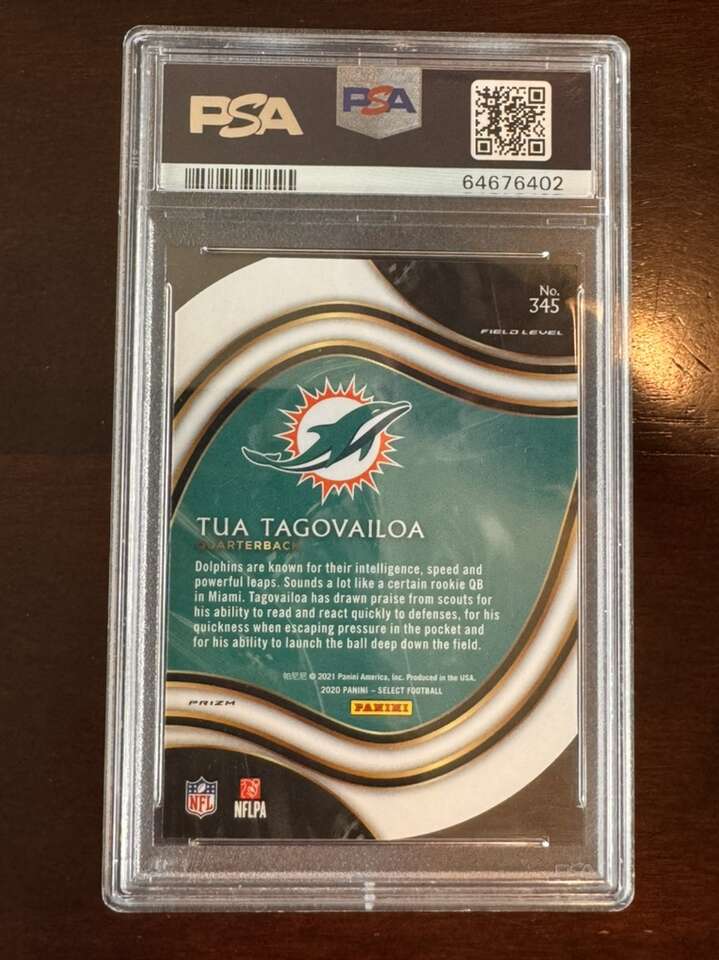 PSA
PSA
64676402
No.
345
FIELD LEVEL
TUA TAGOVAILOA
QUARTERBACK
Dolphins are known for their intelligence, speed and
powerful leaps. Sounds a lot like a certain rookie QB
in Miami. Tagovailoa has drawn praise from scouts for
his ability to read and react quickly to defenses, for his
quickness when escaping pressure in the pocket and
for his ability to launch the ball deep down the field.
帕尼尼 © 2021 Panini America, Inc. Produced in the USA.
2020 PANINI – SELECT FOOTBALL
PANINI
PRIZM
NFL
NFLPA
PSA